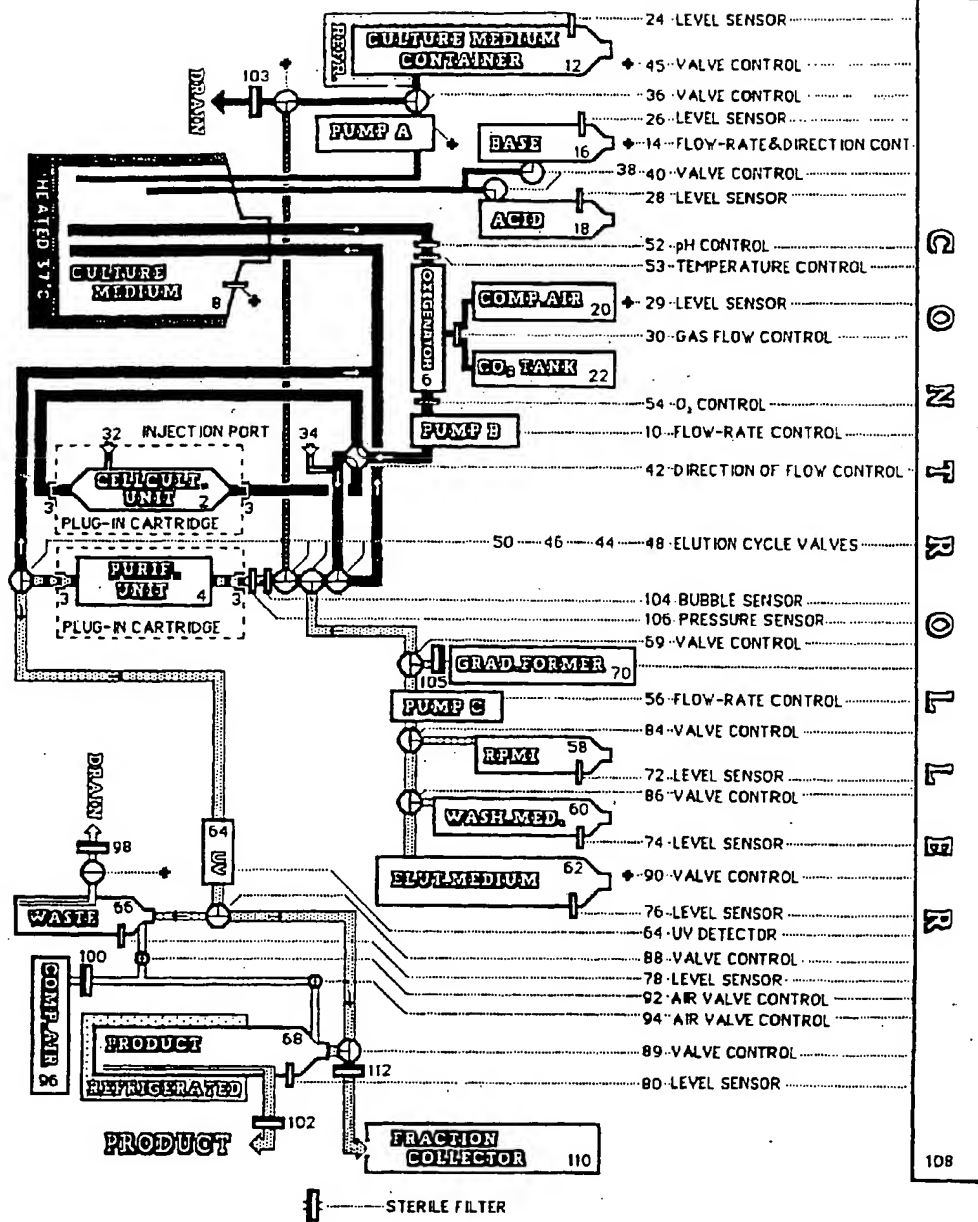 24 LEVEL SENSOR
CULTURE MEDIUM
CONTAINER
12
REFR.
+ 45 VALVE CONTROL
103
DRAIN
36 VALVE CONTROL
26 LEVEL SENSOR
PUMP A
BASE
16
+ 14 FLOW-RATE&DIRECTION CONT
38
40 VALVE CONTROL
28 LEVEL SENSOR
ACID
18
HEATED 37°C
52 pH CONTROL
53 TEMPERATURE CONTROL
CULTURE
MEDIUM
8
OXIGENATOR
6
COMP.AIR
20
+ 29 LEVEL SENSOR
30 GAS FLOW CONTROL
TANK
22
54 O₂ CONTROL
PUMP B
10 FLOW-RATE CONTROL
32
INJECTION PORT
34
42 DIRECTION OF FLOW CONTROL
CELLCULT.
UNIT
2
3
3
PLUG-IN CARTRIDGE
50 46 44 48 ELUTION CYCLE VALVES
PURIF.
UNIT
4
3
3
PLUG-IN CARTRIDGE
104 BUBBLE SENSOR
106 PRESSURE SENSOR
69 VALVE CONTROL
GRAD.FORMER
70
105
PUMP C
56 FLOW-RATE CONTROL
84 VALVE CONTROL
RPMI
58
72 LEVEL SENSOR
86 VALVE CONTROL
WASH.MED.
60
74 LEVEL SENSOR
DRAIN
98
64
UV
ELUT.MEDIUM
62
+ 90 VALVE CONTROL
76 LEVEL SENSOR
WASTE
66
64 UV DETECTOR
88 VALVE CONTROL
78 LEVEL SENSOR
92 AIR VALVE CONTROL
94 AIR VALVE CONTROL
100
COMP.AIR
96
PRODUCT
68
REFRIGERATED
89 VALVE CONTROL
112
80 LEVEL SENSOR
102
PRODUCT
FRACTION
COLLECTOR
110
STERILE FILTER
CONTROLLER
108